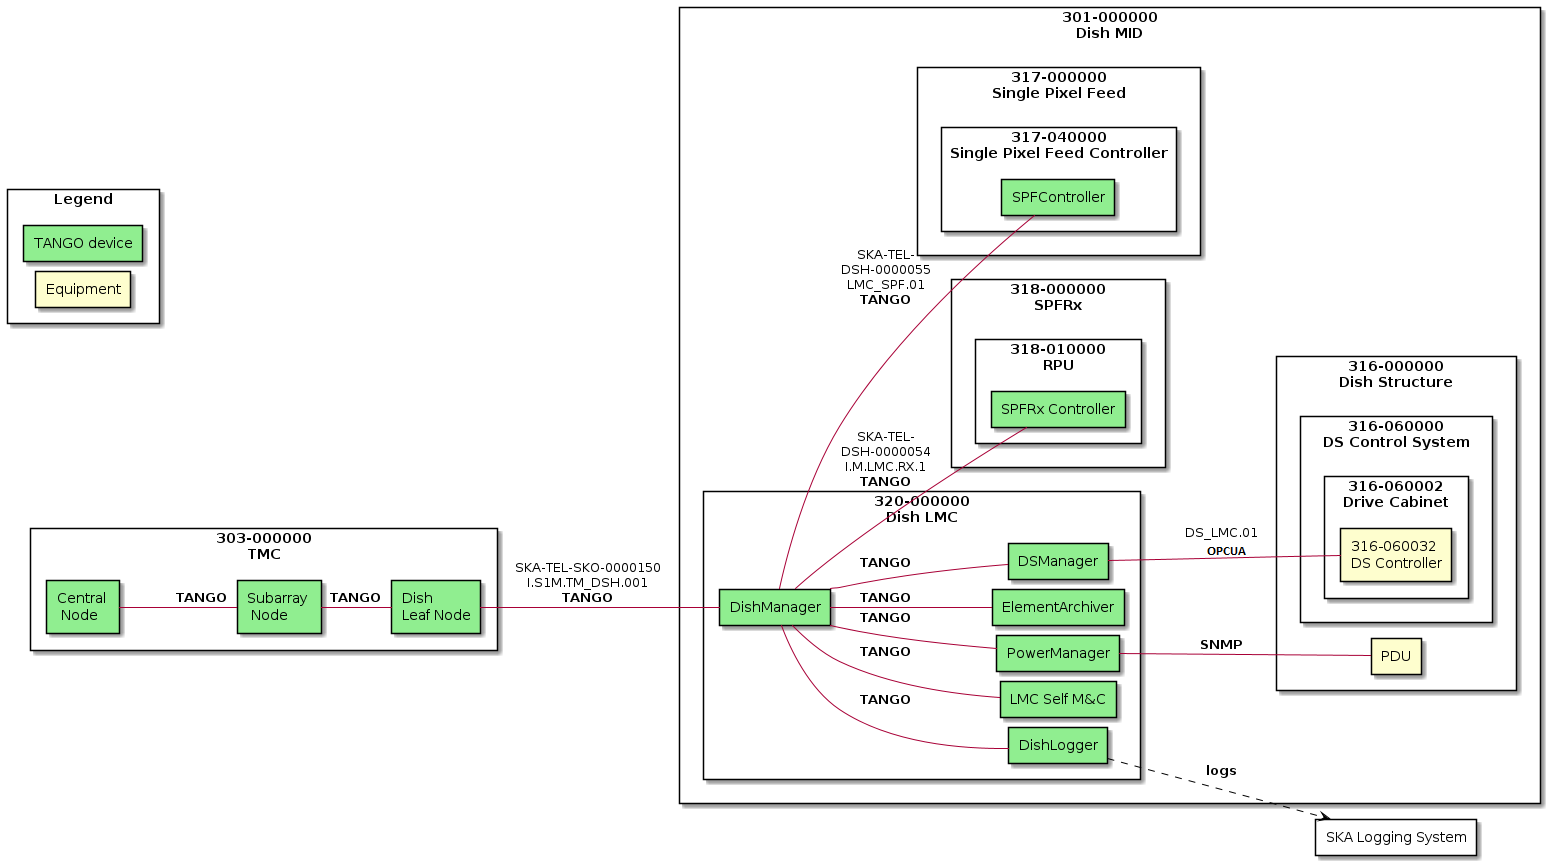 301-000000
Dish MID
317-000000
Single Pixel Feed
317-040000
Single Pixel Feed Controller
SPFController
Legend
TANGO device
Equipment
SKA-TEL-
DSH-0000055
LMC_SPF.01
TANGO
318-000000
SPFRx
318-010000
RPU
SPFRx Controller
316-000000
Dish Structure
316-060000
DS Control System
316-060002
Drive Cabinet
316-060032
DS Controller
PDU
SKA-TEL-
DSH-0000054
I.M.LMC.RX.1
TANGO
320-000000
Dish LMC
303-000000
TMC
Central
Node
TANGO
Subarray
Node
TANGO
Dish
Leaf Node
SKA-TEL-SKO-0000150
I.S1M.TM_DSH.001
TANGO
DishManager
TANGO
TANGO
TANGO
TANGO
TANGO
DSManager
ElementArchiver
PowerManager
LMC Self M&C
DishLogger
DS_LMC.01
OPCUA
SNMP
logs
SKA Logging System